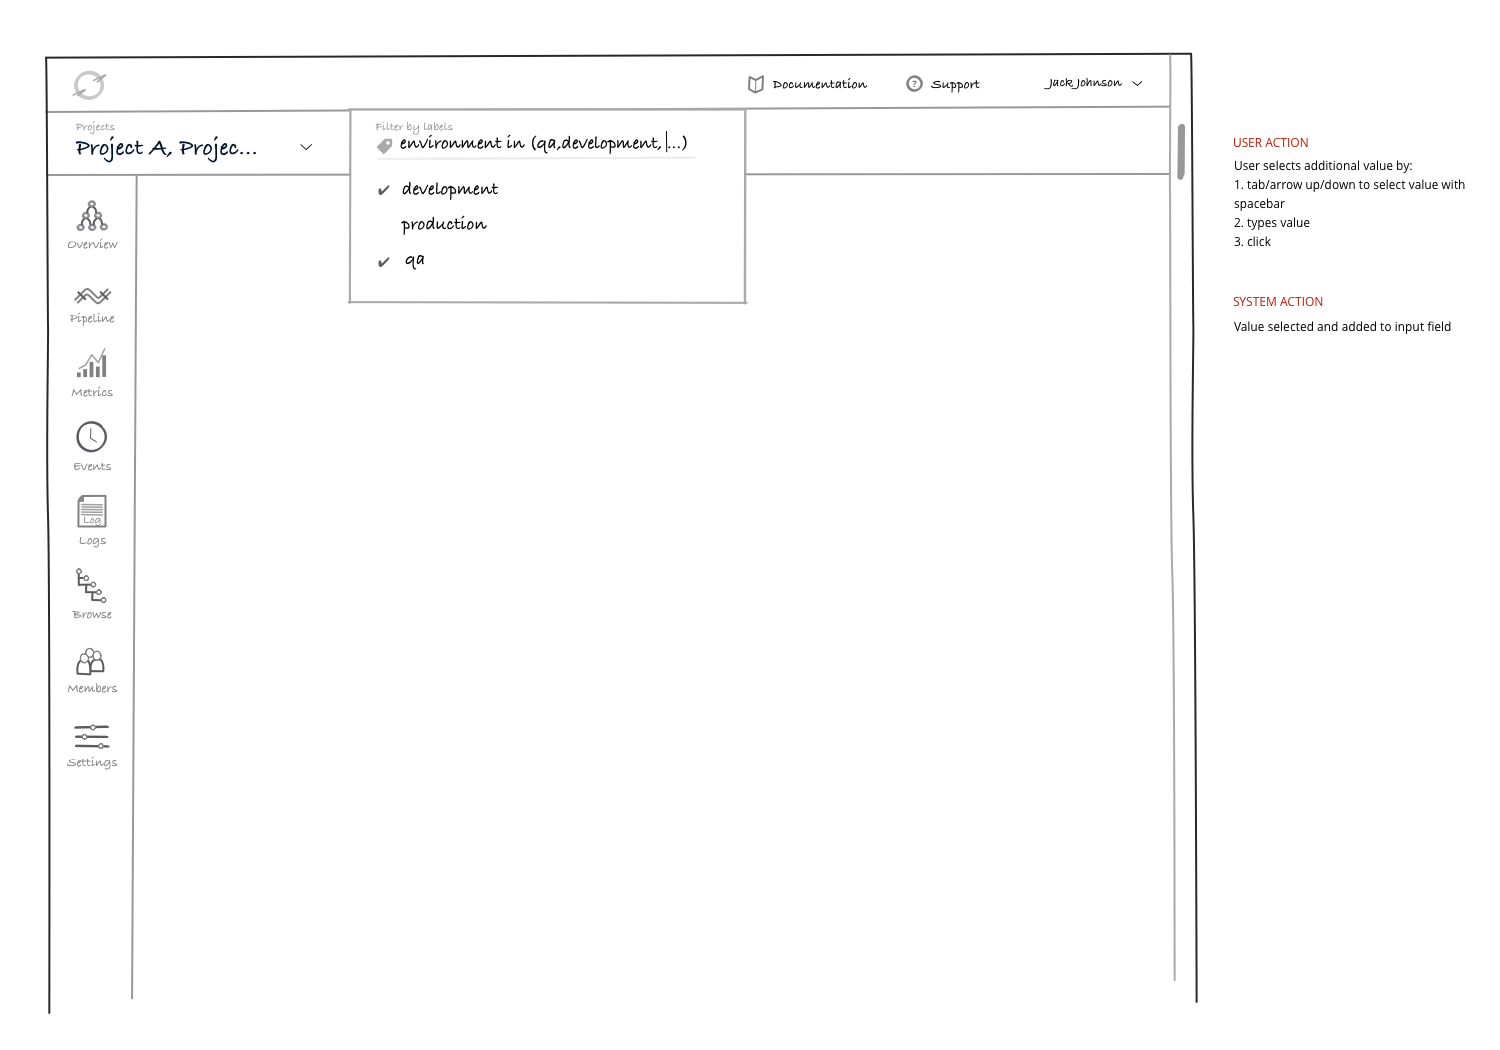 Documentation
? Support
Jack Johnson
Projects
Project A, Projec...
Filter by labels
environment in (qa,development, |...)
✔ development
production
✔ qa
Overview
Pipeline
Metrics
Events
Log
Logs
Browse
Members
Settings
USER ACTION
User selects additional value by:
1. tab/arrow up/down to select value with
spacebar
2. types value
3. click
SYSTEM ACTION
Value selected and added to input field